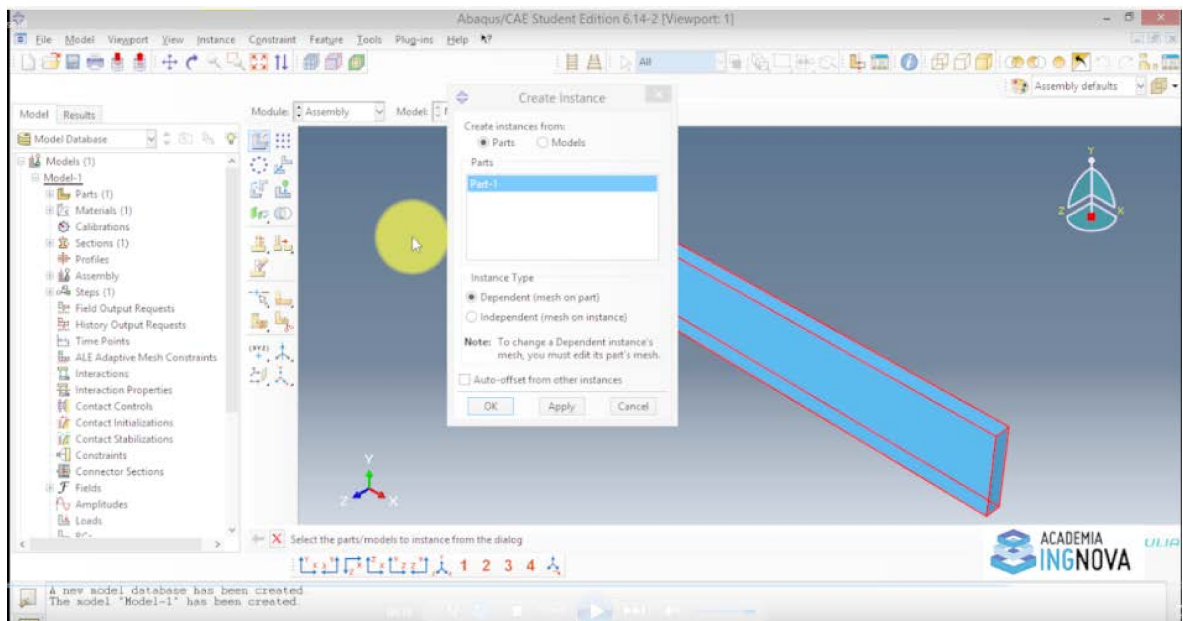 Abaqus/CAE Student Edition 6.14-2 [Viewport: 1]
File Model Viewport View Instance Constraint Feature Tools Plug-ins Help
All
Assembly defaults
Model Results
Module: Assembly Model:
Model Database
Models (1)
Model-1
Parts (1)
Materials (1)
Calibrations
Sections (1)
Profiles
Assembly
Steps (1)
Field Output Requests
History Output Requests
Time Points
ALE Adaptive Mesh Constraints
Interactions
Interaction Properties
Contact Controls
Contact Initializations
Contact Stabilizations
Constraints
Connector Sections
Fields
Amplitudes
Loads
BCs
(XYZ)
Create Instance
Create instances from:
Parts Models
Parts
Part-1
Instance Type
Dependent (mesh on part)
Independent (mesh on instance)
Note: To change a Dependent instance's
mesh, you must edit its part's mesh.
Auto-offset from other instances
OK Apply Cancel
Y
Z X
Y
Z X
Select the parts/models to instance from the dialog
1 2 3 4
ACADEMIA
INGNOVA
A new model database has been created.
The model "Model-1" has been created.